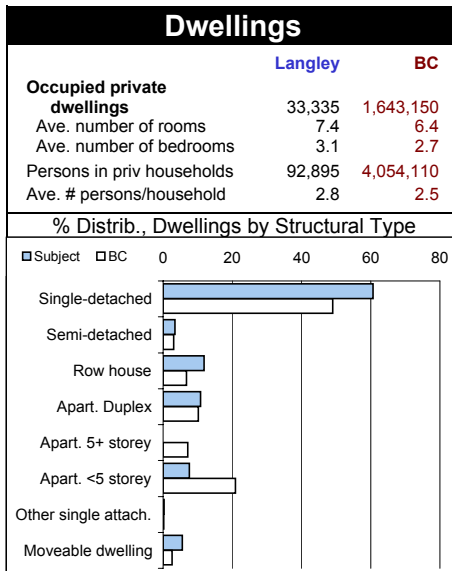 Dwellings
Langley BC
Occupied private
dwellings 33,335 1,643,150
Ave. number of rooms 7.4 6.4
Ave. number of bedrooms 3.1 2.7
Persons in priv households 92,895 4,054,110
Ave. # persons/household 2.8 2.5
% Distrib., Dwellings by Structural Type
Subject BC 0 20 40 60 80
Single-detached
Semi-detached
Row house
Apart. Duplex
Apart. 5+ storey
Apart. <5 storey
Other single attach.
Moveable dwelling